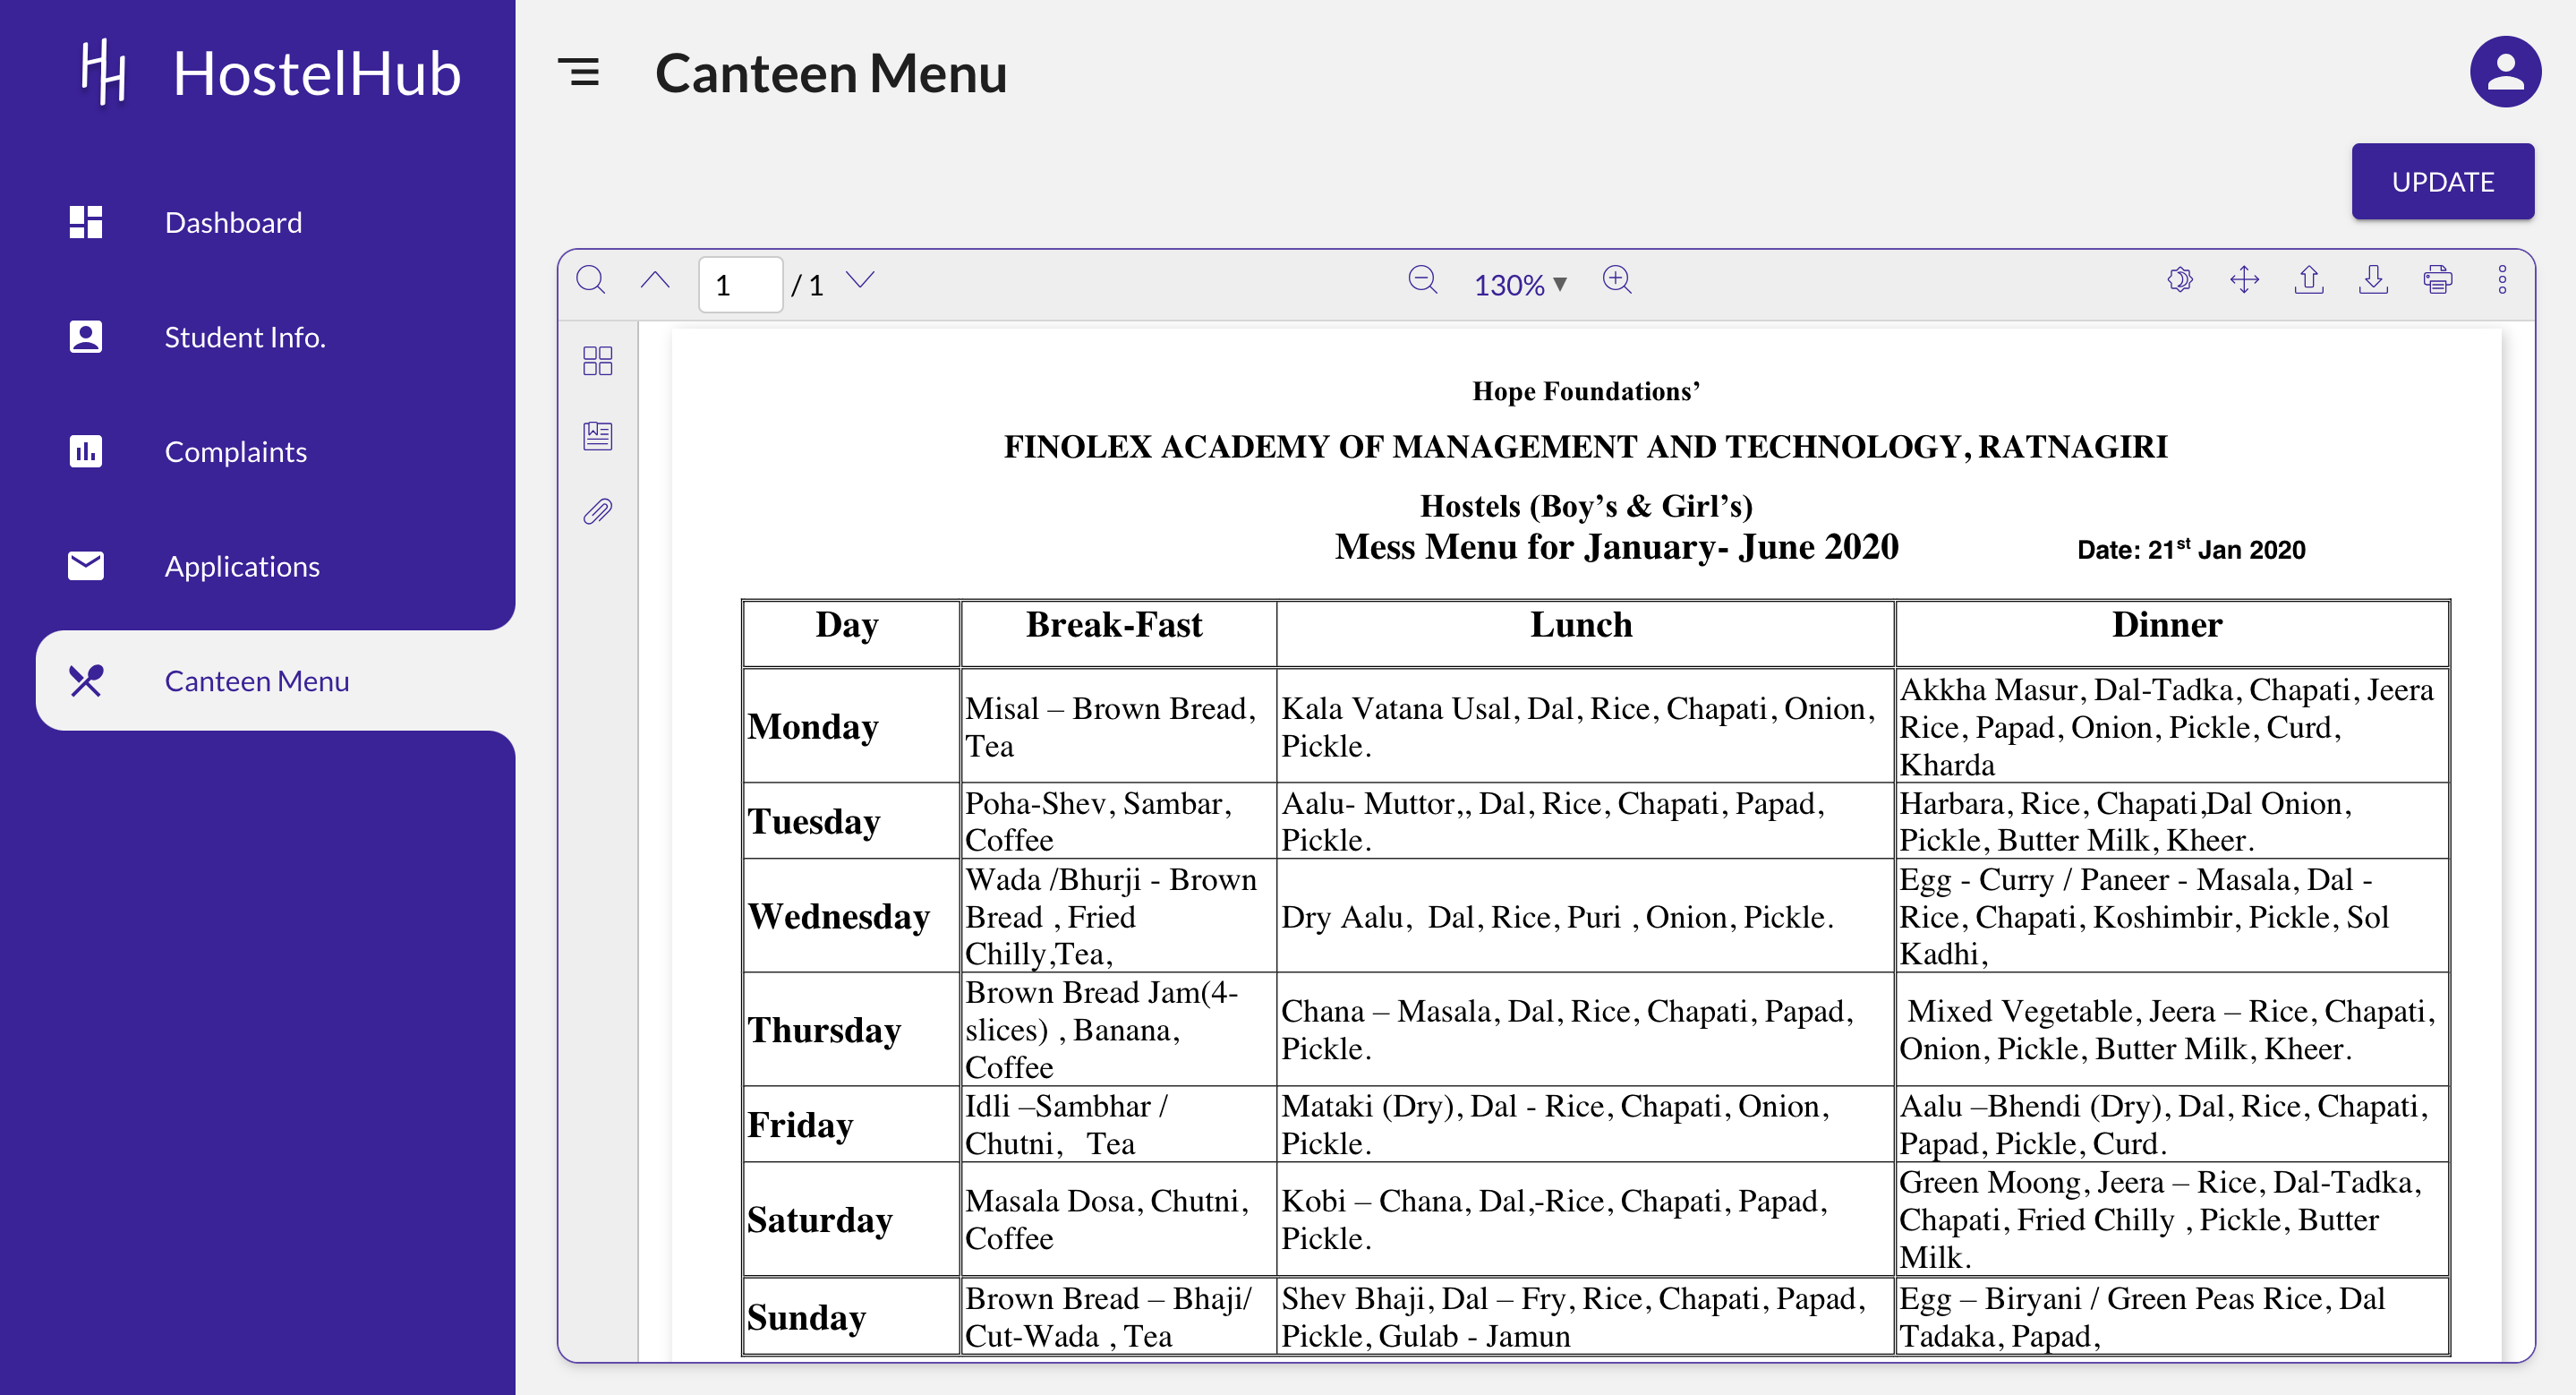 HostelHub
Canteen Menu
UPDATE
Dashboard
Student Info.
Complaints
Applications
Canteen Menu
1 / 1
130%
Hope Foundations’
FINOLEX ACADEMY OF MANAGEMENT AND TECHNOLOGY, RATNAGIRI
Hostels (Boy’s & Girl’s)
Mess Menu for January- June 2020 Date: 21st Jan 2020
Day Break-Fast Lunch Dinner
Monday
Misal – Brown Bread,
Tea
Kala Vatana Usal, Dal, Rice, Chapati, Onion,
Pickle.
Akkha Masur, Dal-Tadka, Chapati, Jeera
Rice, Papad, Onion, Pickle, Curd,
Kharda
Tuesday
Poha-Shev, Sambar,
Coffee
Aalu- Muttor,, Dal, Rice, Chapati, Papad,
Pickle.
Harbara, Rice, Chapati,Dal Onion,
Pickle, Butter Milk, Kheer.
Wednesday
Wada /Bhurji - Brown
Bread , Fried
Chilly,Tea,
Dry Aalu, Dal, Rice, Puri , Onion, Pickle.
Egg - Curry / Paneer - Masala, Dal -
Rice, Chapati, Koshimbir, Pickle, Sol
Kadhi,
Thursday
Brown Bread Jam(4-
slices) , Banana,
Coffee
Chana – Masala, Dal, Rice, Chapati, Papad,
Pickle.
Mixed Vegetable, Jeera – Rice, Chapati,
Onion, Pickle, Butter Milk, Kheer.
Friday
Idli –Sambhar /
Chutni, Tea
Mataki (Dry), Dal - Rice, Chapati, Onion,
Pickle.
Aalu –Bhendi (Dry), Dal, Rice, Chapati,
Papad, Pickle, Curd.
Saturday
Masala Dosa, Chutni,
Coffee
Kobi – Chana, Dal,-Rice, Chapati, Papad,
Pickle.
Green Moong, Jeera – Rice, Dal-Tadka,
Chapati, Fried Chilly , Pickle, Butter
Milk.
Sunday
Brown Bread – Bhaji/
Cut-Wada , Tea
Shev Bhaji, Dal – Fry, Rice, Chapati, Papad,
Pickle, Gulab - Jamun
Egg – Biryani / Green Peas Rice, Dal
Tadaka, Papad,